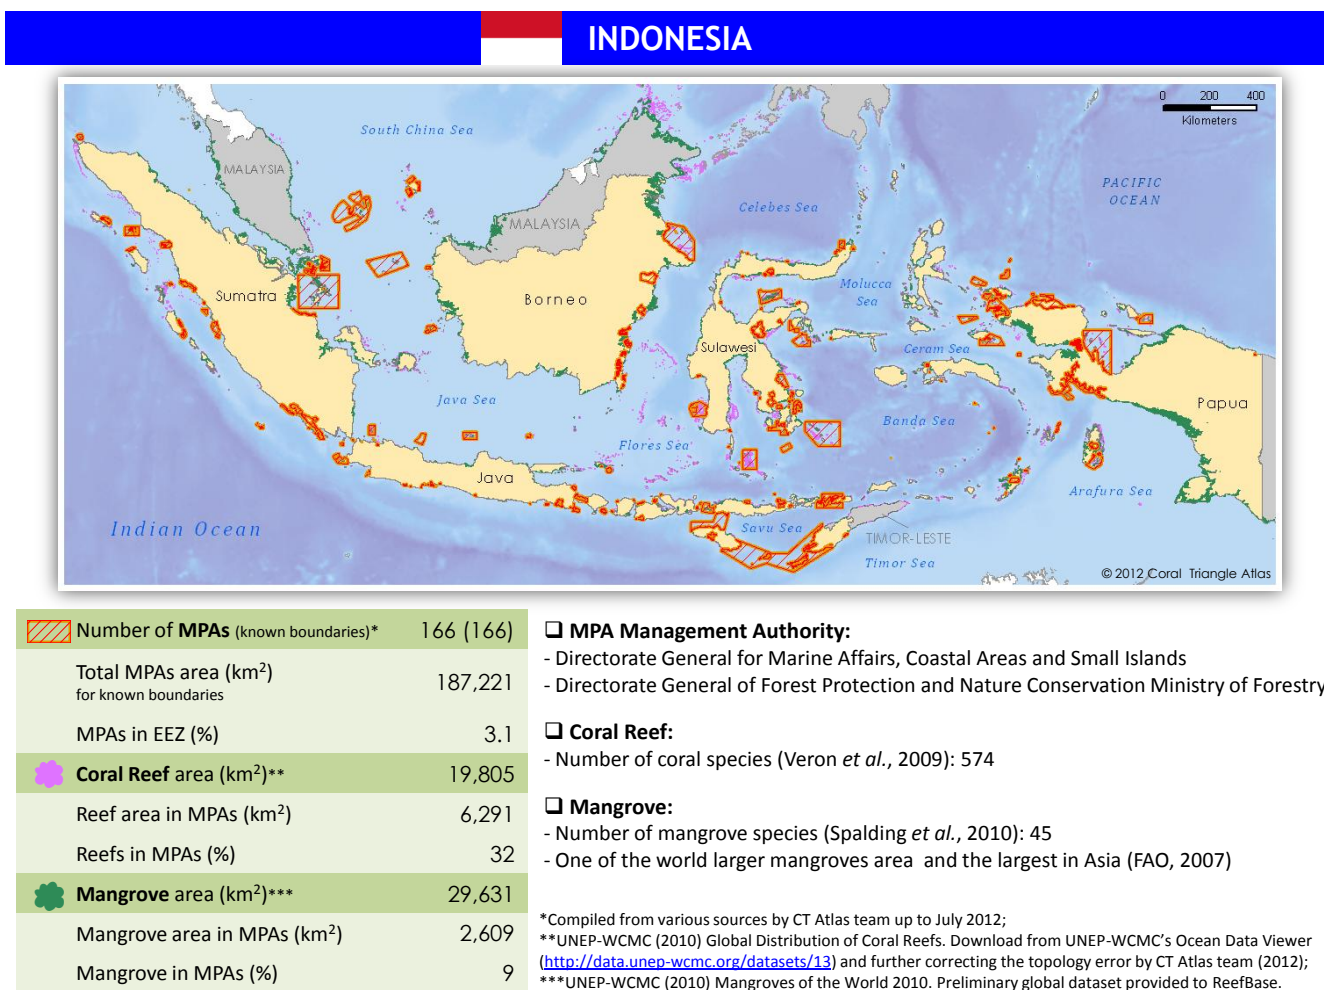 INDONESIA
0 200 400
Kilometers
South China Sea
MALAYSIA
PACIFIC
OCEAN
Celebes Sea
MALAYSIA
Molucca
Sea
Sumatra
Borneo
Sulawesi
Ceram Sea
Java Sea
Papua
Banda Sea
Flores Sea
Java
Arafura Sea
Indian Ocean
Savu Sea
TIMOR-LESTE
Timor Sea
© 2012 Coral Triangle Atlas
Number of MPAs (known boundaries)* 166 (166)
Total MPAs area (km²)
for known boundaries
187,221
MPAs in EEZ (%) 3.1
Coral Reef area (km²)** 19,805
Reef area in MPAs (km²) 6,291
Reefs in MPAs (%) 32
Mangrove area (km²)*** 29,631
Mangrove area in MPAs (km²) 2,609
Mangrove in MPAs (%) 9
❑ MPA Management Authority:
- Directorate General for Marine Affairs, Coastal Areas and Small Islands
- Directorate General of Forest Protection and Nature Conservation Ministry of Forestry
❑ Coral Reef:
- Number of coral species (Veron et al., 2009): 574
❑ Mangrove:
- Number of mangrove species (Spalding et al., 2010): 45
- One of the world larger mangroves area and the largest in Asia (FAO, 2007)
*Compiled from various sources by CT Atlas team up to July 2012;
**UNEP-WCMC (2010) Global Distribution of Coral Reefs. Download from UNEP-WCMC's Ocean Data Viewer
(http://data.unep-wcmc.org/datasets/13) and further correcting the topology error by CT Atlas team (2012);
***UNEP-WCMC (2010) Mangroves of the World 2010. Preliminary global dataset provided to ReefBase.